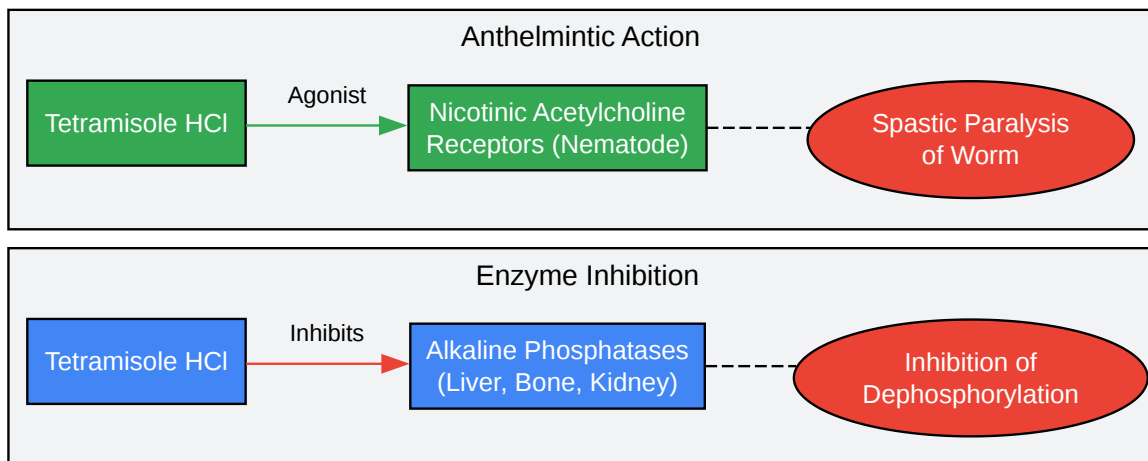 Anthelmintic Action
Tetramisole HCl
Agonist
Nicotinic Acetylcholine
Receptors (Nematode)
Spastic Paralysis
of Worm
Enzyme Inhibition
Tetramisole HCl
Inhibits
Alkaline Phosphatases
(Liver, Bone, Kidney)
Inhibition of
Dephosphorylation